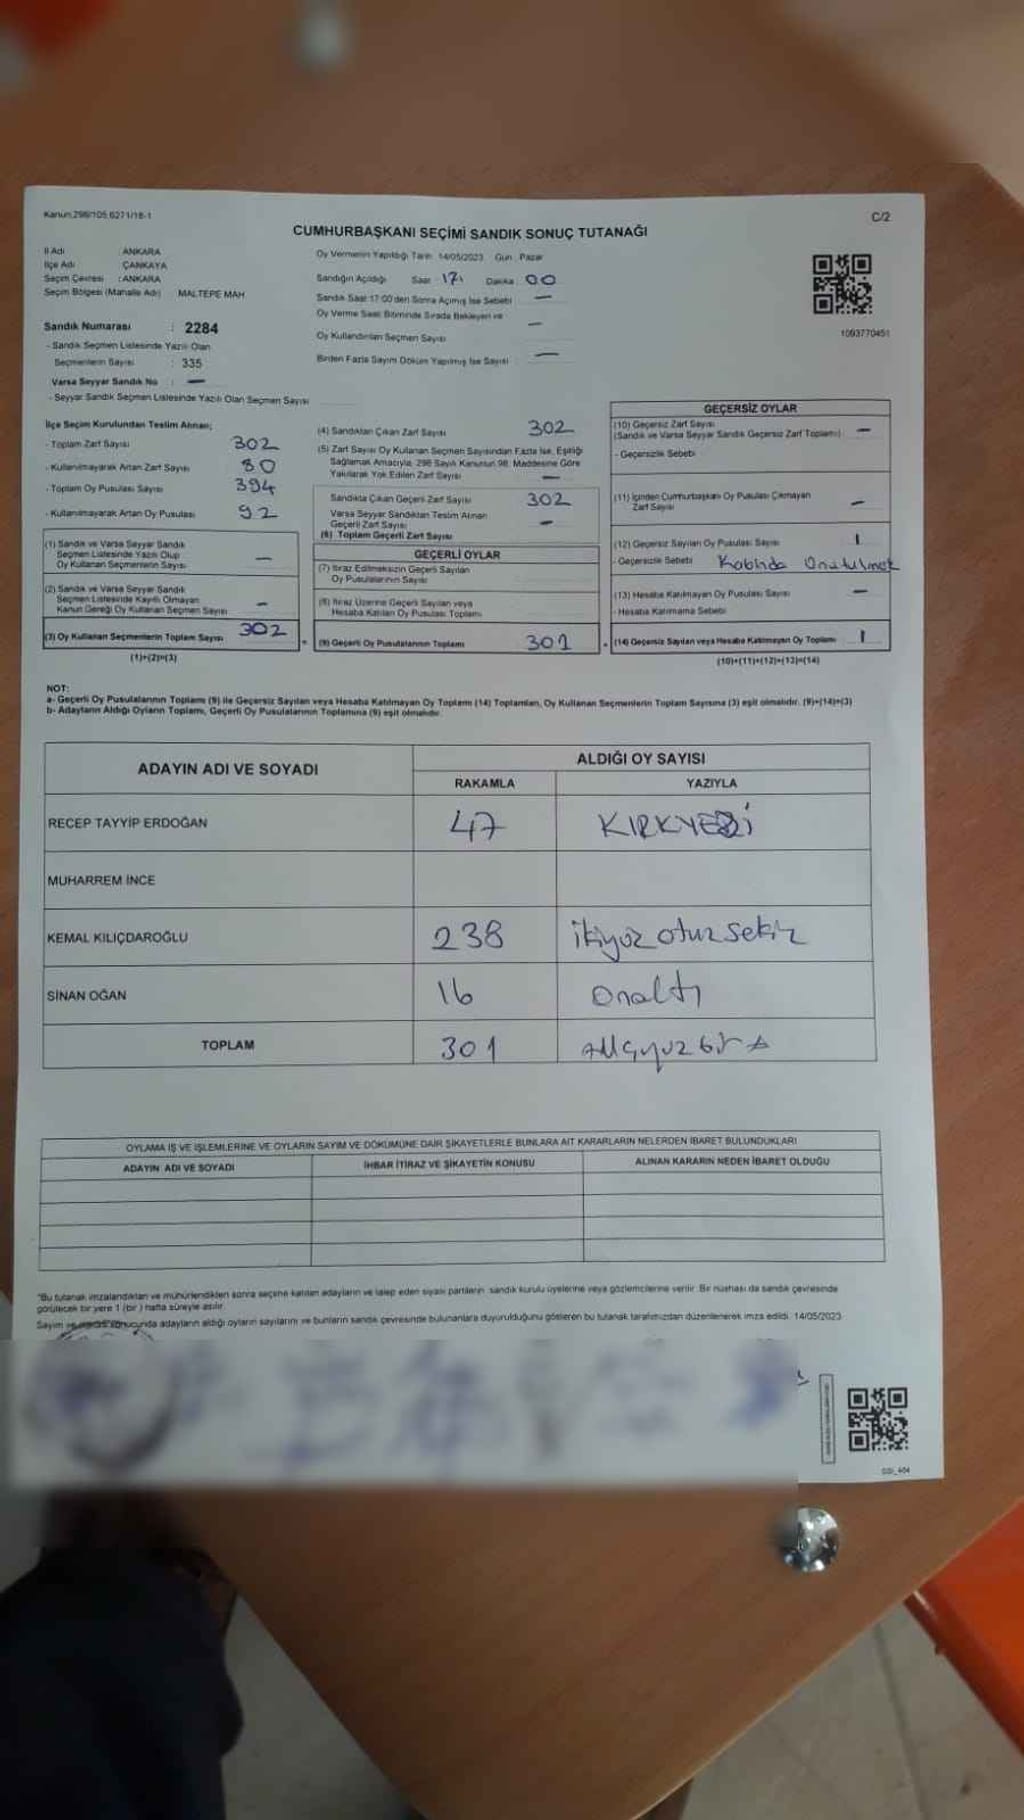 Kanun:298/105,6271/18-1
C/2
CUMHURBAŞKANI SEÇİMİ SANDIK SONUÇ TUTANAĞI
İl Adı : ANKARA
İlçe Adı : ÇANKAYA
Seçim Çevresi : ANKARA
Seçim Bölgesi (Mahalle Adı) MALTEPE MAH.
Sandık Numarası : 2284
- Sandık Seçmen Listesinde Yazılı Olan
Seçmenlerin Sayısı : 335
Varsa Seyyar Sandık No : —
- Seyyar Sandık Seçmen Listesinde Yazılı Olan Seçmen Sayısı
Oy Vermenin Yapıldığı Tarih: 14/05/2023 Gün : Pazar
Sandığın Açıldığı Saat : 17 Dakika : 00
Sandık Saat 17:00'den Sonra Açılmış İse Sebebi : —
Oy Verme Saati Bitiminde Sırada Bekleyen ve —
Oy Kullandırılan Seçmen Sayısı
Birden Fazla Sayım Döküm Yapılmış İse Sayısı —
1093770451
İlçe Seçim Kurulundan Teslim Alınan;
- Toplam Zarf Sayısı 302
- Kullanılmayarak Artan Zarf Sayısı 80
- Toplam Oy Pusulası Sayısı 394
- Kullanılmayarak Artan Oy Pusulası 92
(1) Sandık ve Varsa Seyyar Sandık
Seçmen Listesinde Yazılı Olup
Oy Kullanan Seçmenlerin Sayısı —
(2) Sandık ve Varsa Seyyar Sandık
Seçmen Listesinde Kayıtlı Olmayan
Kanun Gereği Oy Kullanan Seçmen Sayısı —
(3) Oy Kullanan Seçmenlerin Toplam Sayısı 302
(1)+(2)=(3)
(4) Sandıktan Çıkan Zarf Sayısı 302
(5) Zarf Sayısı Oy Kullanan Seçmen Sayısından Fazla İse, Eşitliği
Sağlamak Amacıyla, 298 Sayılı Kanunun 98. Maddesine Göre
Yakılarak Yok Edilen Zarf Sayısı —
Sandıkta Çıkan Geçerli Zarf Sayısı 302
Varsa Seyyar Sandıktan Teslim Alınan
Geçerli Zarf Sayısı —
(6) Toplam Geçerli Zarf Sayısı
GEÇERLİ OYLAR
(7) İtiraz Edilmeksizin Geçerli Sayılan
Oy Pusulalarının Sayısı
(8) İtiraz Üzerine Geçerli Sayılan veya
Hesaba Katılan Oy Pusulası Toplamı
(9) Geçerli Oy Pusulalarının Toplamı 301
GEÇERSİZ OYLAR
(10) Geçersiz Zarf Sayısı
(Sandık ve Varsa Seyyar Sandık Geçersiz Zarf Toplamı) —
- Geçersizlik Sebebi
(11) İçinden Cumhurbaşkanı Oy Pusulası Çıkmayan
Zarf Sayısı —
(12) Geçersiz Sayılan Oy Pusulası Sayısı 1
- Geçersizlik Sebebi Kabinde Unutulmak
(13) Hesaba Katılmayan Oy Pusulası Sayısı —
- Hesaba Katılmama Sebebi
(14) Geçersiz Sayılan veya Hesaba Katılmayan Oy Toplamı 1
(10)+(11)+(12)+(13)=(14)
NOT:
a- Geçerli Oy Pusulalarının Toplamı (9) ile Geçersiz Sayılan veya Hesaba Katılmayan Oy Toplamı (14) Toplamları, Oy Kullanan Seçmenlerin Toplam Sayısına (3) eşit olmalıdır. (9)+(14)=(3)
b- Adayların Aldığı Oyların Toplamı, Geçerli Oy Pusulalarının Toplamına (9) eşit olmalıdır.
ADAYIN ADI VE SOYADI
ALDIĞI OY SAYISI
RAKAMLA YAZIYLA
RECEP TAYYİP ERDOĞAN 47 KIRKYEDİ
MUHARREM İNCE
KEMAL KILIÇDAROĞLU 238 ikiyüz otuz sekiz
SİNAN OĞAN 16 Onaltı
TOPLAM 301
OYLAMA İŞ VE İŞLEMLERİNE VE OYLARIN SAYIM VE DÖKÜMÜNE DAİR ŞİKAYETLERLE BUNLARA AİT KARARLARIN NELERDEN İBARET BULUNDUKLARI
ADAYIN ADI VE SOYADI İHBAR İTİRAZ VE ŞİKAYETİN KONUSU ALINAN KARARIN NEDEN İBARET OLDUĞU
"Bu tutanak imzalandıktan ve mühürlendikten sonra seçime katılan adayların ve talep eden siyasi partilerin sandık kurulu üyelerine veya gözlemcilerine verilir. Bir nüshası da sandık çevresinde
görülecek bir yere 1 (bir) hafta süreyle asılır.
Sayım ve döküm sonucunda adayların aldığı oyların sayılarını ve bunların sandık çevresinde bulunanlara duyurulduğunu gösteren bu tutanak tarafımızdan düzenlenerek imza edildi. 14/05/2023